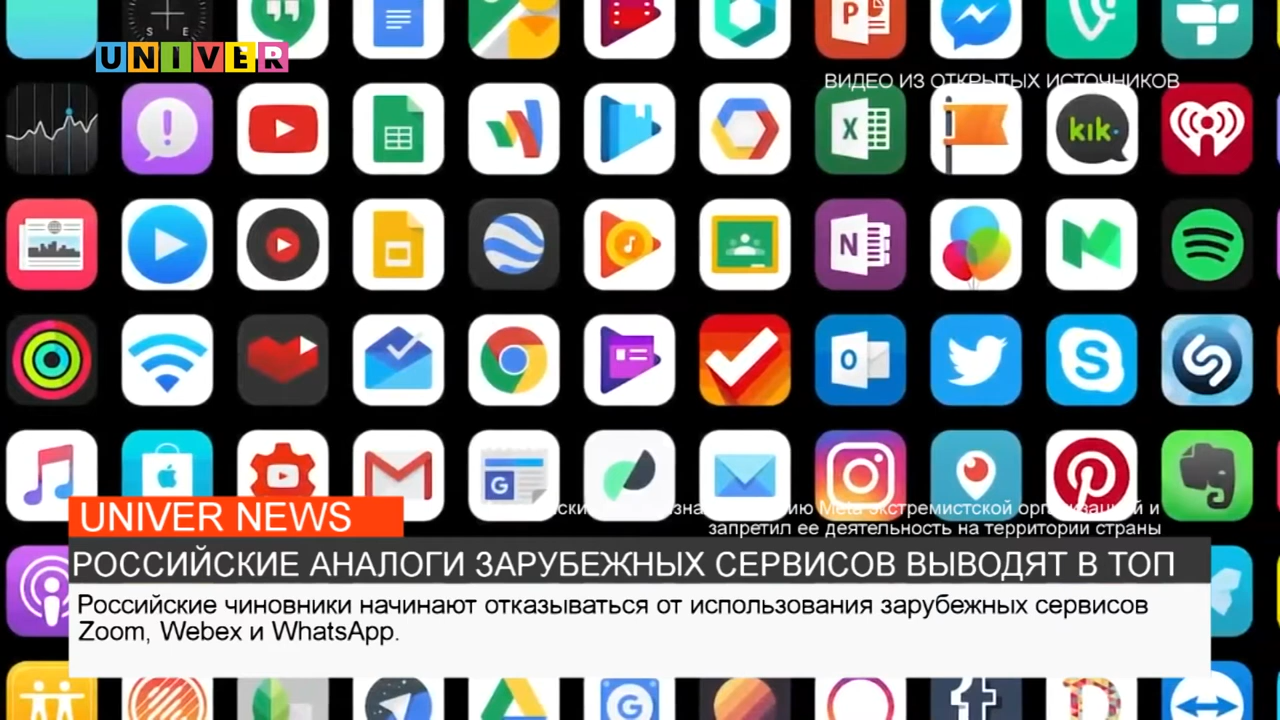 S E
UNIVER
ВИДЕО ИЗ ОТКРЫТЫХ ИСТОЧНИКОВ
P
X
kik.
N
O
G
UNIVER NEWS
Meta экстремистской организацией и
запретил ее деятельность на территории страны
РОССИЙСКИЕ АНАЛОГИ ЗАРУБЕЖНЫХ СЕРВИСОВ ВЫВОДЯТ В ТОП
Российские чиновники начинают отказываться от использования зарубежных сервисов
Zoom, Webex и WhatsApp.
G
t